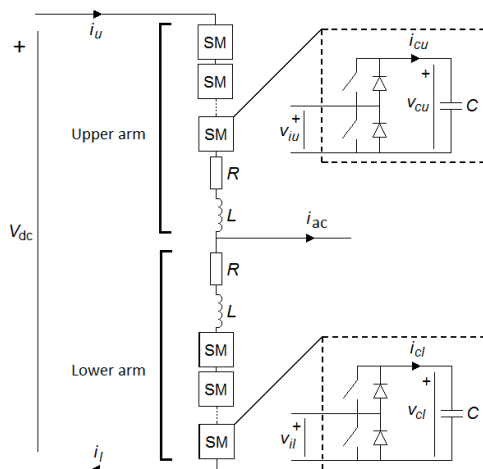 +
i_u
SM
SM
SM
R
L
Upper arm
V_dc
i_ac
R
L
SM
SM
SM
Lower arm
i_l
i_cu
+
v_iu
+
v_cu
C
i_cl
+
v_il
+
v_cl
C